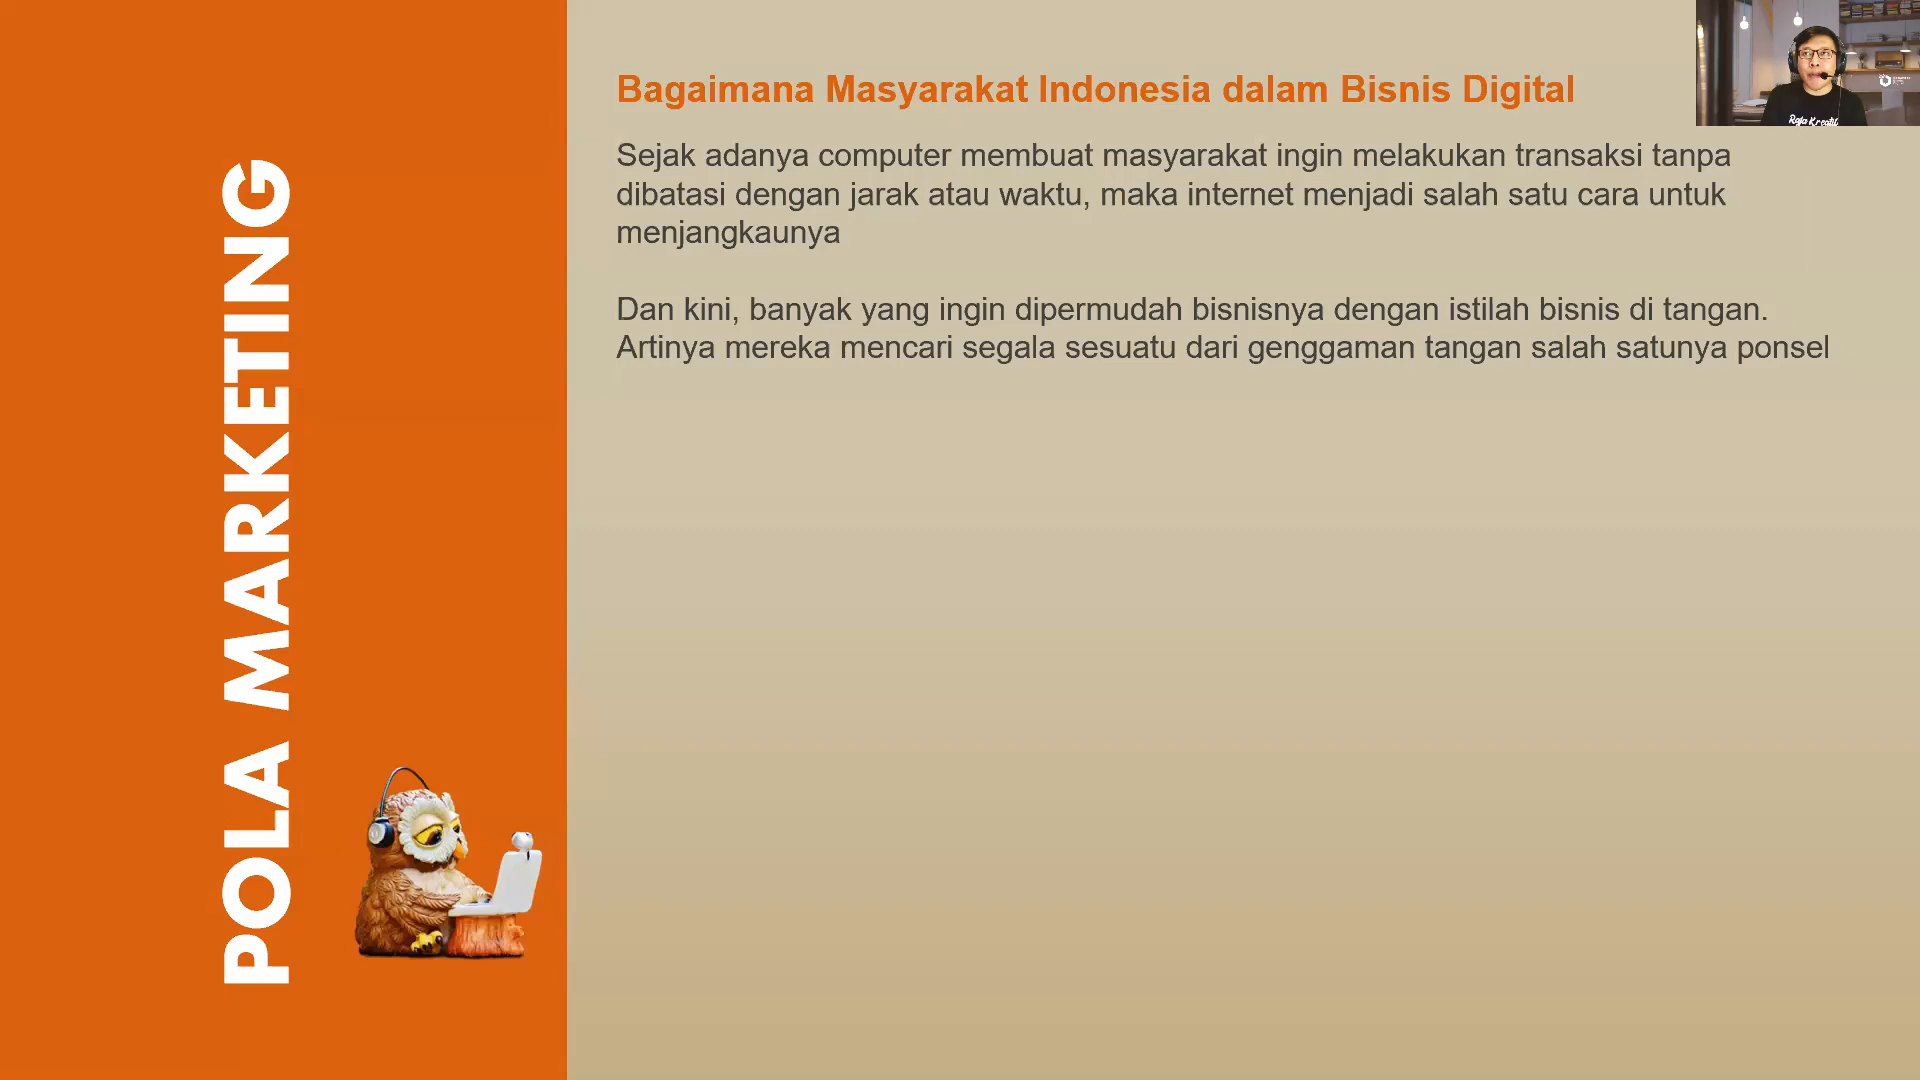 POLA MARKETING
Bagaimana Masyarakat Indonesia dalam Bisnis Digital
Sejak adanya computer membuat masyarakat ingin melakukan transaksi tanpa
dibatasi dengan jarak atau waktu, maka internet menjadi salah satu cara untuk
menjangkaunya
Dan kini, banyak yang ingin dipermudah bisnisnya dengan istilah bisnis di tangan.
Artinya mereka mencari segala sesuatu dari genggaman tangan salah satunya ponsel
Raja Kreatif